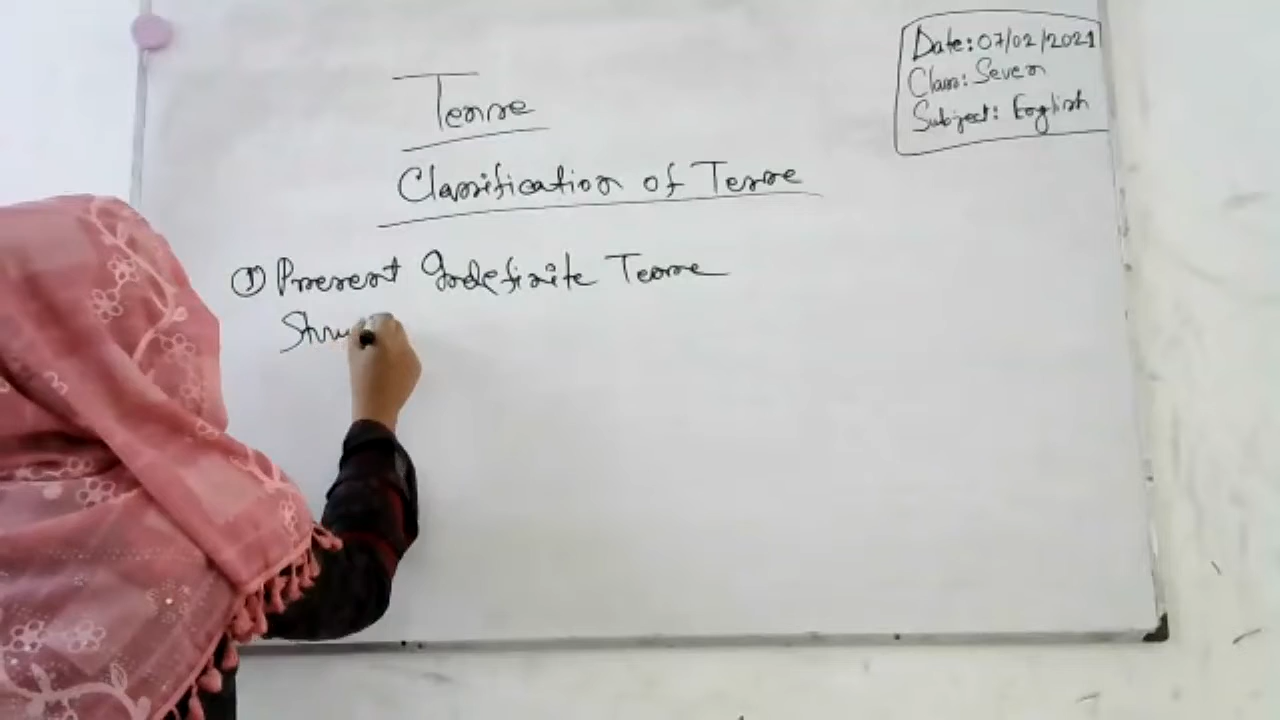 Date: 07/02/2021
Class: Seven
Subject: English
Tense
Classification of Tense
① Present Indefinite Tense
Stru